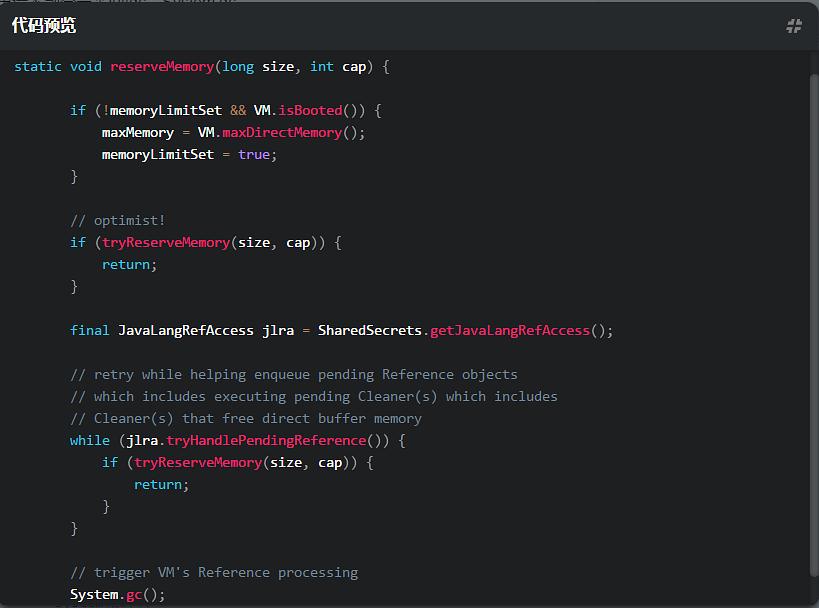 代码预览
static void reserveMemory(long size, int cap) {
if (!memoryLimitSet && VM.isBooted()) {
maxMemory = VM.maxDirectMemory();
memoryLimitSet = true;
}
// optimist!
if (tryReserveMemory(size, cap)) {
return;
}
final JavaLangRefAccess jlra = SharedSecrets.getJavaLangRefAccess();
// retry while helping enqueue pending Reference objects
// which includes executing pending Cleaner(s) which includes
// Cleaner(s) that free direct buffer memory
while (jlra.tryHandlePendingReference()) {
if (tryReserveMemory(size, cap)) {
return;
}
}
// trigger VM's Reference processing
System.gc();